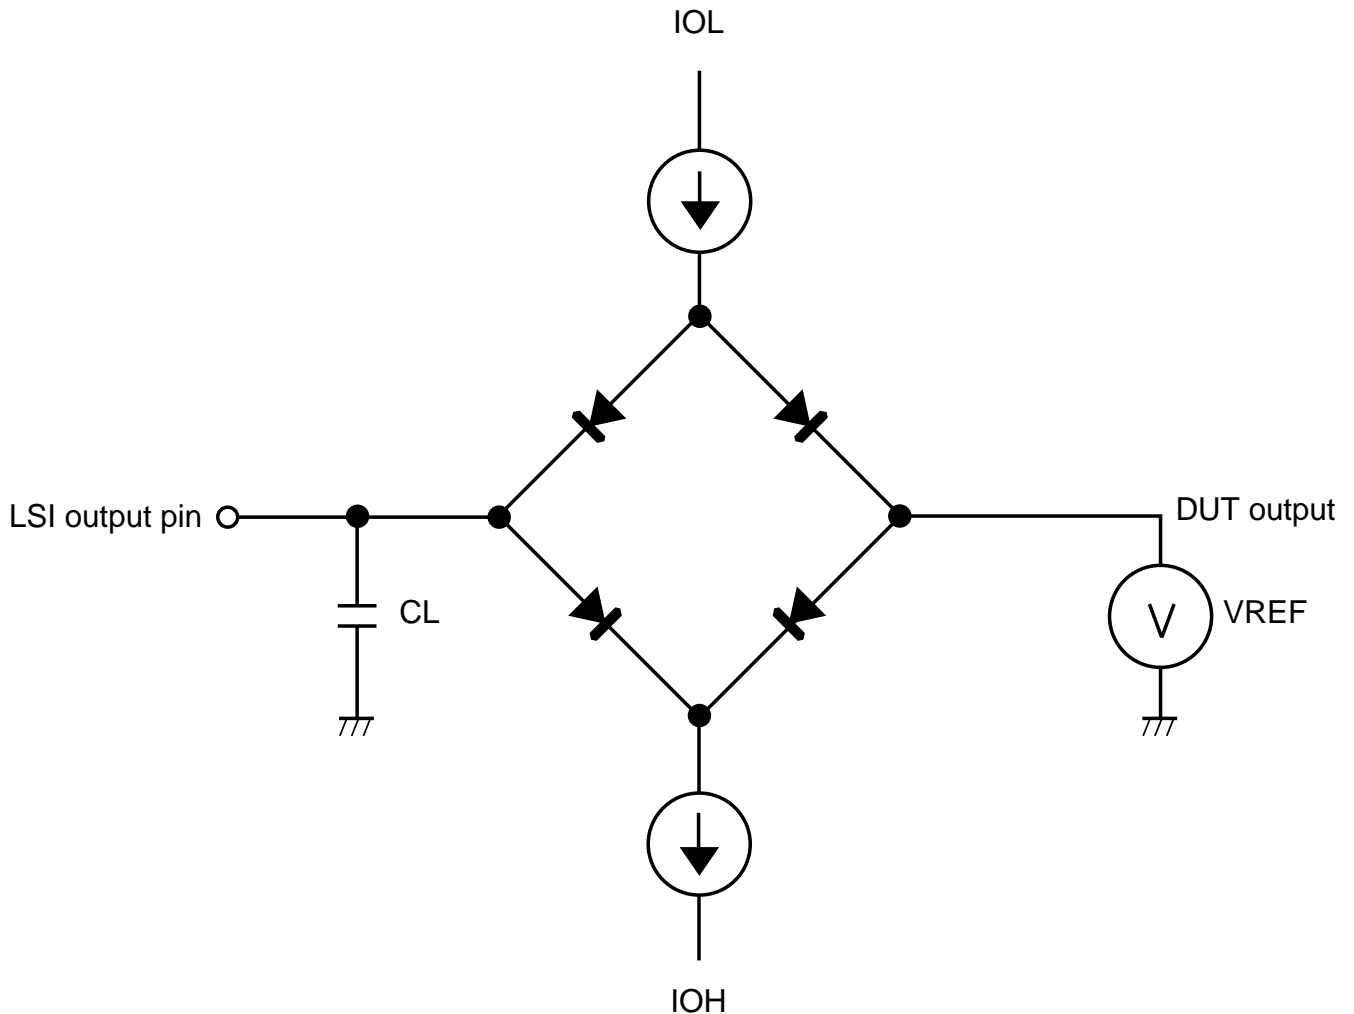 IOL
LSI output pin
DUT output
CL
V
VREF
IOH